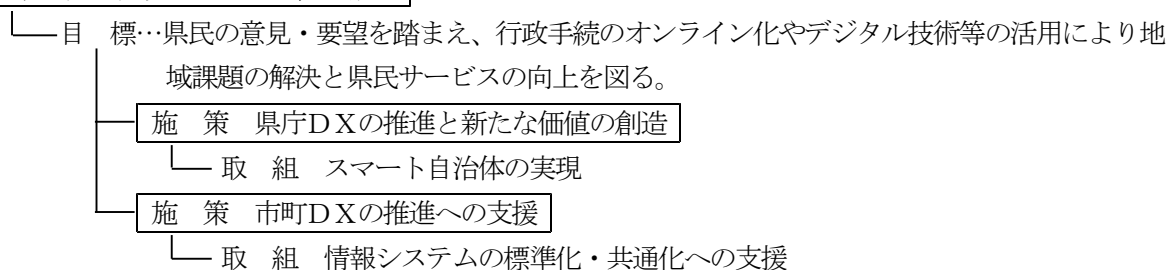 目　標…県民の意見・要望を踏まえ、行政手続のオンライン化やデジタル技術等の活用により地
域課題の解決と県民サービスの向上を図る。
施　策　県庁ＤＸの推進と新たな価値の創造
取　組　スマート自治体の実現
施　策　市町ＤＸの推進への支援
取　組　情報システムの標準化・共通化への支援